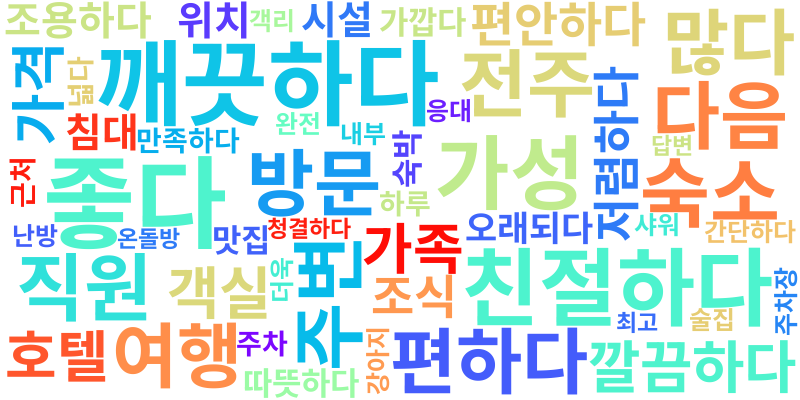 조용하다
위치
객리
시설
가깝다
편안하다
많다
가격
넓다
깨끗하다
전주
응대
저렴하다
다음
침대
만족하다
완전
내부
숙박
답변
근처
좋다
방문
하루
가성
숙소
난방
온돌방
맛집
청결하다
가족
오래되다
샤워
간단하다
직원
객실
더욱
주변
조식
친절하다
주차장
호텔
여행
주차
따뜻하다
강아지
편하다
최고
술집
깔끔하다